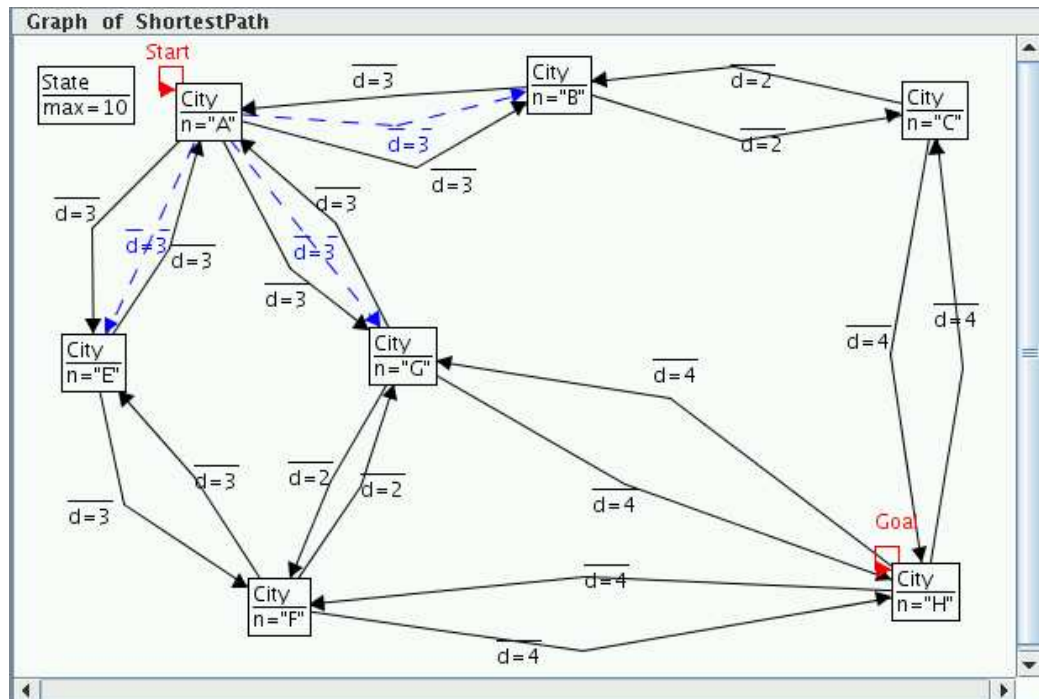 Graph of ShortestPath
Start
State
max=10
City
n="A"
d=3
City
n="B"
d=2
City
n="C"
d=3
d=2
d=3
d=3
d=3
d=3
d=3
d=3
d=3
d=3
City
n="E"
City
n="G"
d=4
d=4
d=4
d=3
d=3
d=2
d=2
d=4
Goal
City
n="F"
d=4
City
n="H"
d=4